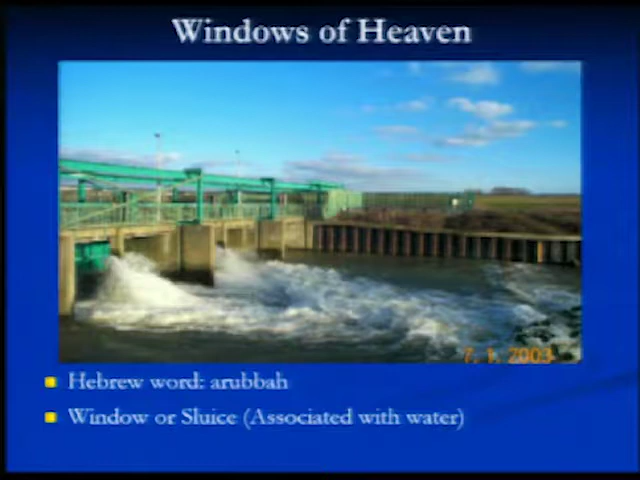 Windows of Heaven
7. 1. 2003
Hebrew word: arubbah
Window or Sluice (Associated with water)